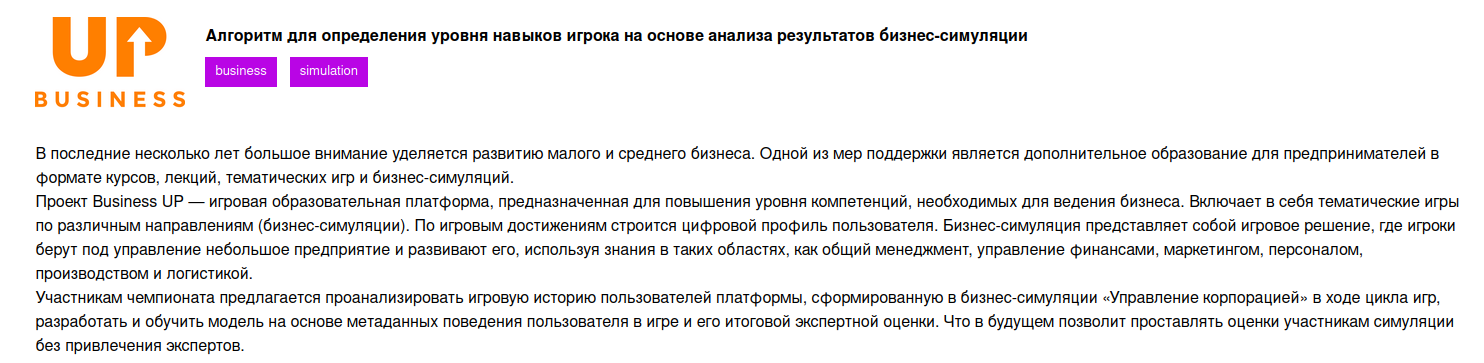 UP
BUSINESS
Алгоритм для определения уровня навыков игрока на основе анализа результатов бизнес-симуляции
business simulation
В последние несколько лет большое внимание уделяется развитию малого и среднего бизнеса. Одной из мер поддержки является дополнительное образование для предпринимателей в
формате курсов, лекций, тематических игр и бизнес-симуляций.
Проект Business UP — игровая образовательная платформа, предназначенная для повышения уровня компетенций, необходимых для ведения бизнеса. Включает в себя тематические игры
по различным направлениям (бизнес-симуляции). По игровым достижениям строится цифровой профиль пользователя. Бизнес-симуляция представляет собой игровое решение, где игроки
берут под управление небольшое предприятие и развивают его, используя знания в таких областях, как общий менеджмент, управление финансами, маркетингом, персоналом,
производством и логистикой.
Участникам чемпионата предлагается проанализировать игровую историю пользователей платформы, сформированную в бизнес-симуляции «Управление корпорацией» в ходе цикла игр,
разработать и обучить модель на основе метаданных поведения пользователя в игре и его итоговой экспертной оценки. Что в будущем позволит проставлять оценки участникам симуляции
без привлечения экспертов.